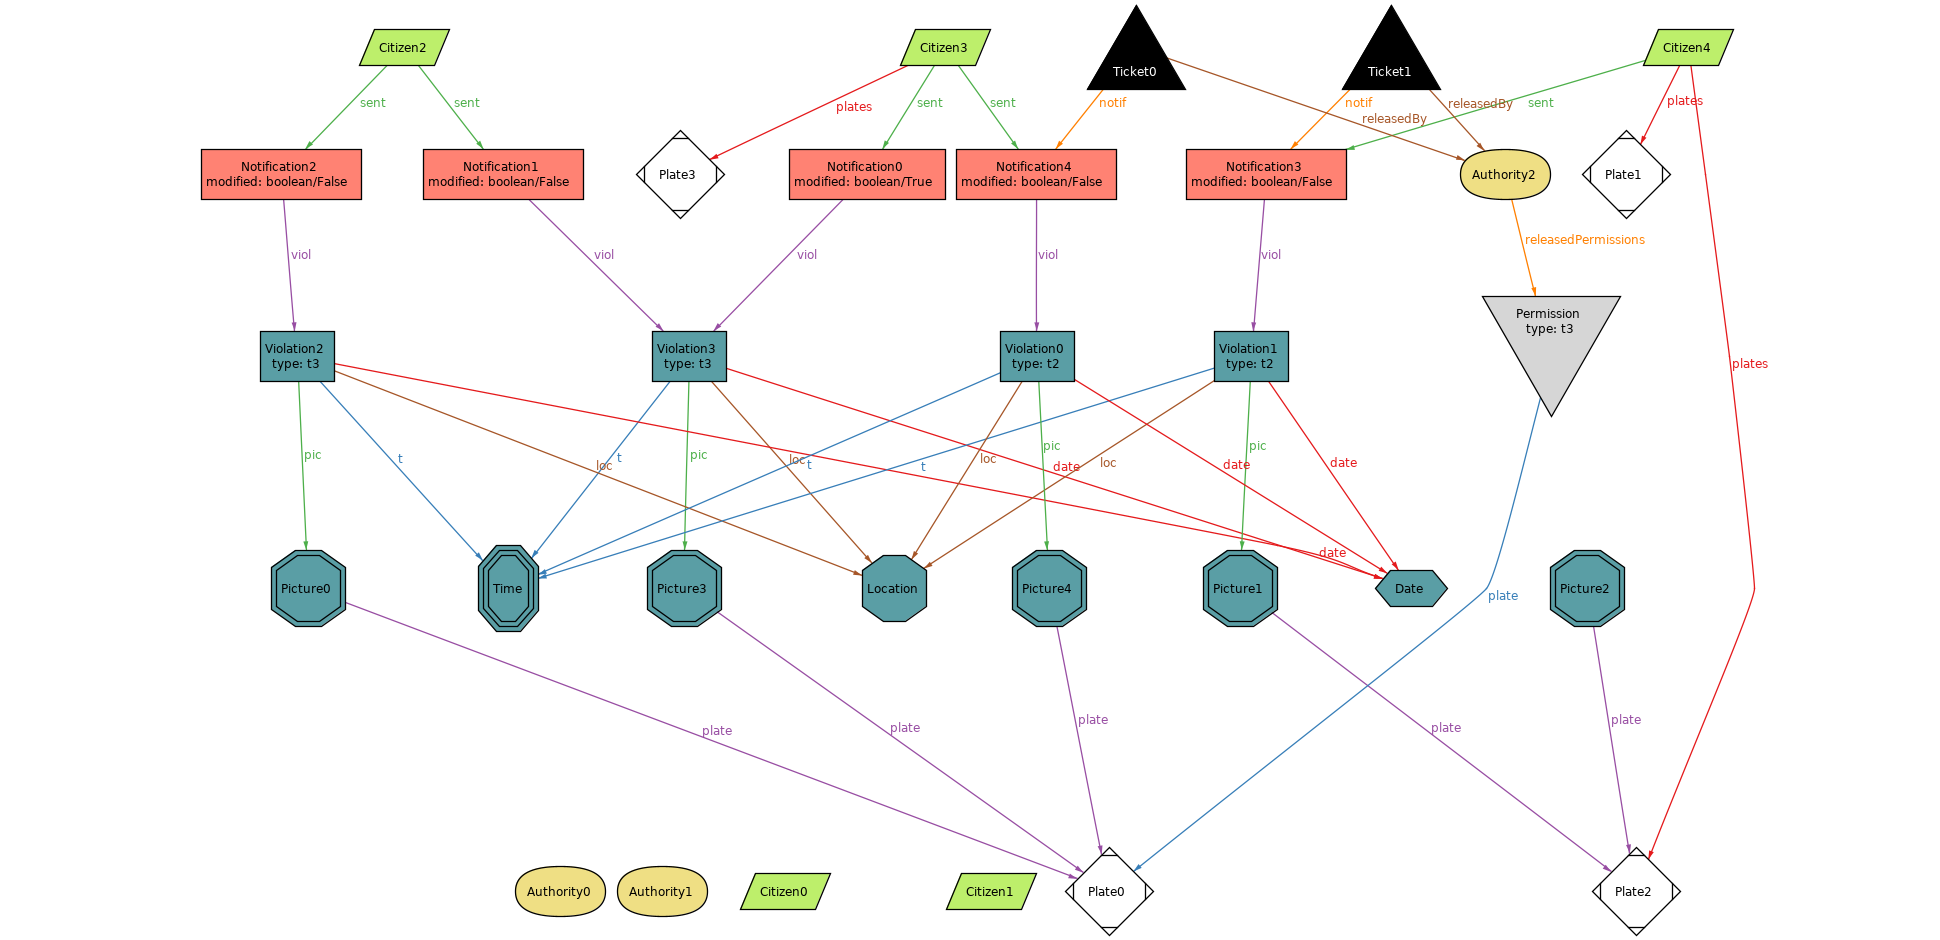 Citizen2
Citizen3
Ticket0
Ticket1
Citizen4
sent
sent
plates
sent
sent
notif
releasedBy
notif
releasedBy
sent
plates
Notification2
modified: boolean/False
Notification1
modified: boolean/False
Plate3
Notification0
modified: boolean/True
Notification4
modified: boolean/False
Notification3
modified: boolean/False
Authority2
Plate1
viol
viol
viol
viol
viol
releasedPermissions
Violation2
type: t3
Violation3
type: t3
Violation0
type: t2
Violation1
type: t2
Permission
type: t3
plates
pic
t
loc
t
pic
loc
t
t
loc
pic
date
loc
date
pic
date
date
Picture0
Time
Picture3
Location
Picture4
Picture1
Date
Picture2
plate
plate
plate
plate
plate
plate
Authority0
Authority1
Citizen0
Citizen1
Plate0
Plate2